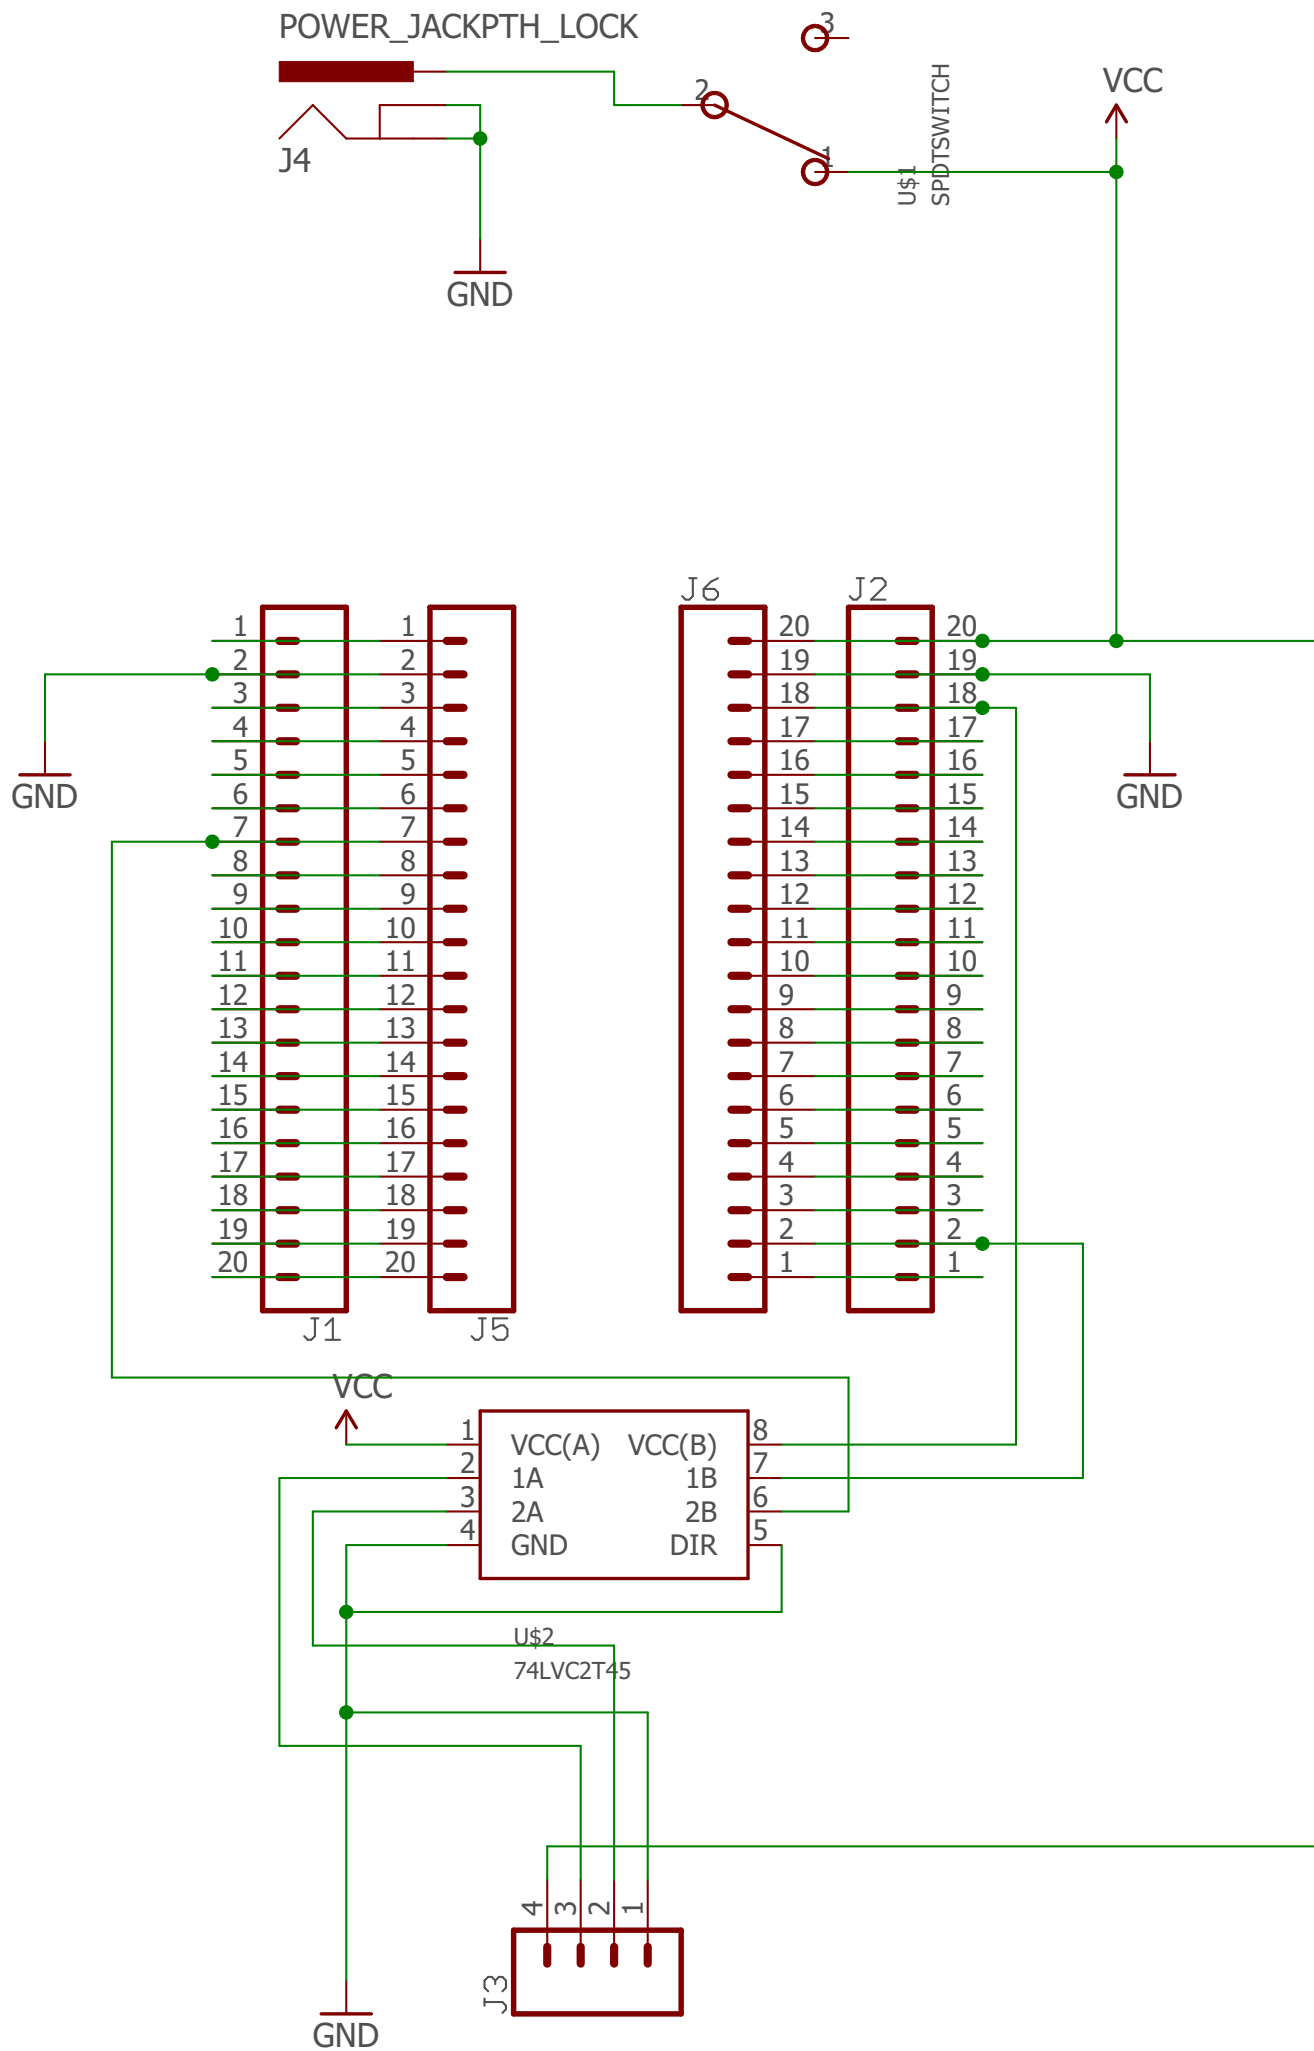 POWER_JACKPTH_LOCK
J4
GND
3
2
1
U$1
SPDTSWITCH
VCC
J6
J2
1 1 20 20
2 2 19 19
3 3 18 18
4 4 17 17
5 5 16 16
6 6 15 15
7 7 14 14
8 8 13 13
9 9 12 12
10 10 11 11
11 11 10 10
12 12 9 9
13 13 8 8
14 14 7 7
15 15 6 6
16 16 5 5
17 17 4 4
18 18 3 3
19 19 2 2
20 20 1 1
GND
GND
J1
J5
VCC
1 VCC(A) VCC(B) 8
2 1A 1B 7
3 2A 2B 6
4 GND DIR 5
U$2
74LVC2T45
4 3 2 1
J3
GND